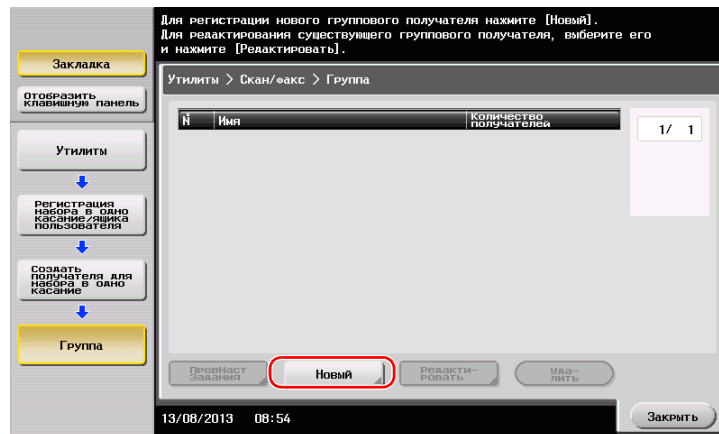 Для регистрации нового группового получателя нажмите [Новый].
Для редактирования существующего группового получателя, выберите его
и нажмите [Редактировать].
Закладка
Отобразить
клавишную панель
Утилиты
Регистрация
набора в одно
касание/ящика
пользователя
Создать
получателя для
набора в одно
касание
Группа
Утилиты > Скан/факс > Группа
№ Имя Количество
получателей
1/ 1
ПровНаст
Задания
Новый
Редакти-
ровать
Уда-
лить
13/08/2013 08:54
Закрыть